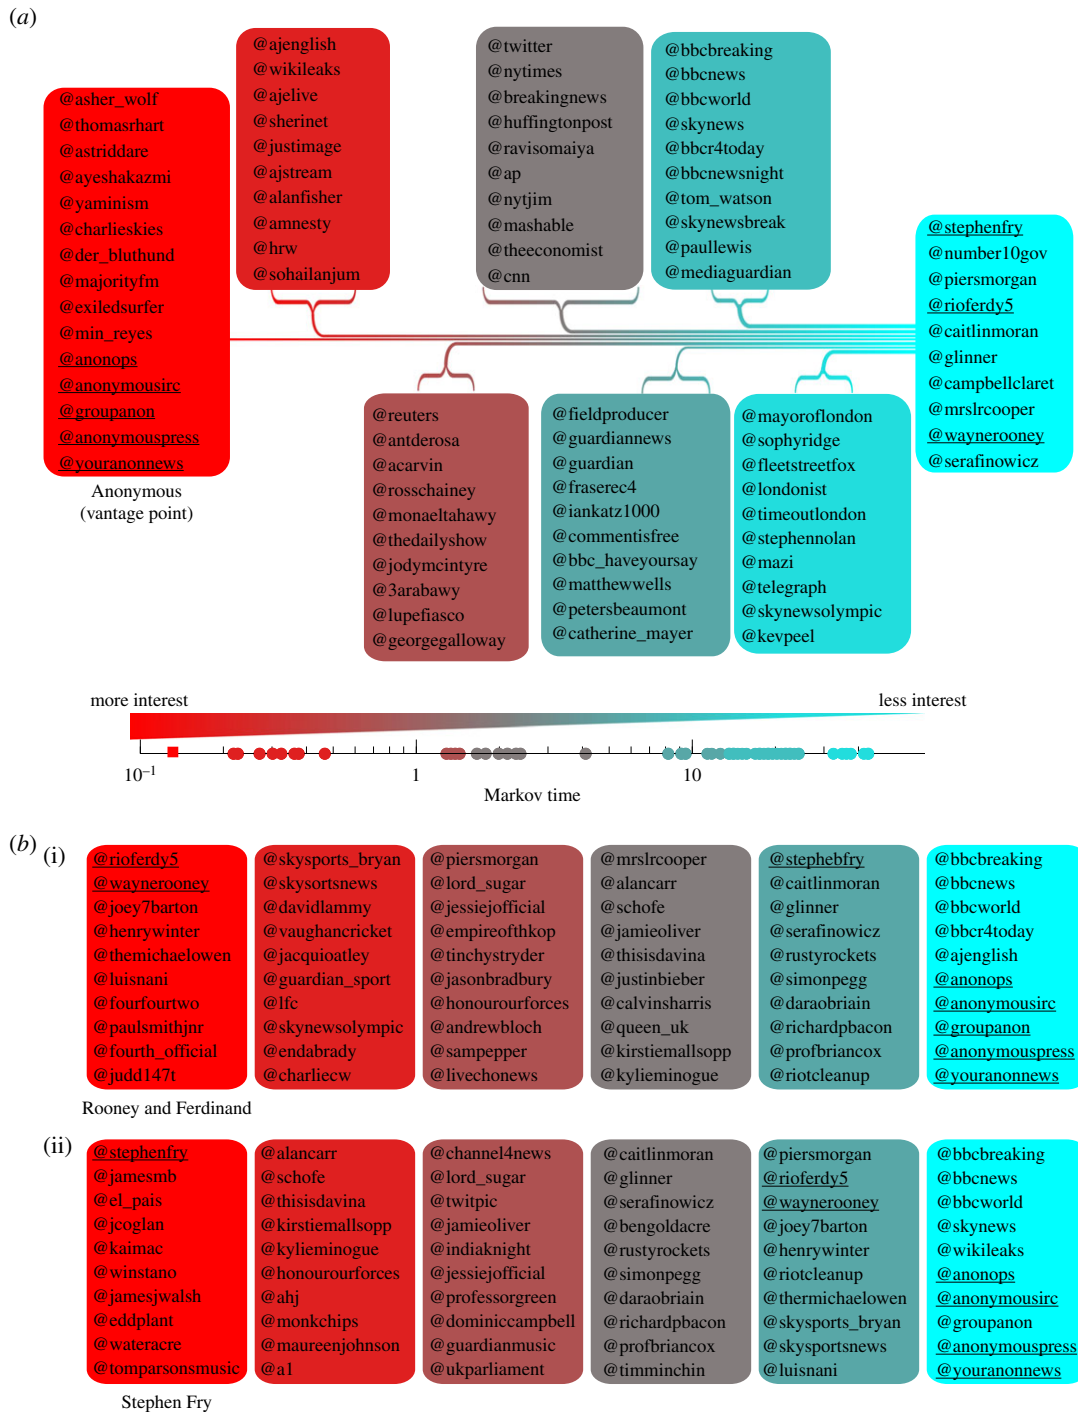 (a)
@asher_wolf
@thomasrhart
@astriddare
@ayeshakazmi
@yaminism
@charlieskies
@der_bluthund
@majorityfm
@exiledsurfer
@min_reyes
@anonops
@anonymousirc
@groupanon
@anonymouspress
@youranonnews
Anonymous
(vantage point)
@ajenglish
@wikileaks
@ajelive
@sherinet
@justimage
@ajstream
@alanfisher
@amnesty
@hrw
@sohailanjum
@twitter
@nytimes
@breakingnews
@huffingtonpost
@ravisomaiya
@ap
@nytjim
@mashable
@theeconomist
@cnn
@bbcbreaking
@bbcnews
@bbcworld
@skynews
@bbcr4today
@bbcnewsnight
@tom_watson
@skynewsbreak
@paullewis
@mediaguardian
@stephenfry
@number10gov
@piersmorgan
@rioferdy5
@caitlinmoran
@glinner
@campbellclaret
@mrslrcooper
@waynerooney
@serafinowicz
@reuters
@antderosa
@acarvin
@rosschainey
@monaeltahawy
@thedailyshow
@jodymcintyre
@3arabawy
@lupefiasco
@georgegalloway
@fieldproducer
@guardiannews
@guardian
@fraserec4
@iankatz1000
@commentisfree
@bbc_haveyoursay
@matthewwells
@petersbeaumont
@catherine_mayer
@mayoroflondon
@sophyridge
@fleetstreetfox
@londonist
@timeoutlondon
@stephennolan
@mazi
@telegraph
@skynewsolympic
@kevpeel
more interest
less interest
10⁻¹
1
10
Markov time
(b)
(i)
@rioferdy5
@waynerooney
@joey7barton
@henrywinter
@themichaelowen
@luisnani
@fourfourtwo
@paulsmithjnr
@fourth_official
@judd147t
Rooney and Ferdinand
@skysports_bryan
@skysortsnews
@davidlammy
@vaughancricket
@jacquioatley
@guardian_sport
@lfc
@skynewsolympic
@endabrady
@charliecw
@piersmorgan
@lord_sugar
@jessiejofficial
@empireofthkop
@tinchystryder
@jasonbradbury
@honourourforces
@andrewbloch
@sampepper
@livechonews
@mrslrcooper
@alancarr
@schofe
@jamieoliver
@thisisdavina
@justinbieber
@calvinsharris
@queen_uk
@kirstiemallsopp
@kylieminogue
@stephebfry
@caitlinmoran
@glinner
@serafinowicz
@rustyrockets
@simonpegg
@daraobriain
@richardpbacon
@profbriancox
@riotcleanup
@bbcbreaking
@bbcnews
@bbcworld
@bbcr4today
@ajenglish
@anonops
@anonymousirc
@groupanon
@anonymouspress
@youranonnews
(ii)
@stephenfry
@jamesmb
@el_pais
@jcoglan
@kaimac
@winstano
@jamesjwalsh
@eddplant
@wateracre
@tomparsonsmusic
Stephen Fry
@alancarr
@schofe
@thisisdavina
@kirstiemallsopp
@kylieminogue
@honourourforces
@ahj
@monkchips
@maureenjohnson
@a1
@channel4news
@lord_sugar
@twitpic
@jamieoliver
@indiaknight
@jessiejofficial
@professorgreen
@dominiccampbell
@guardianmusic
@ukparliament
@caitlinmoran
@glinner
@serafinowicz
@bengoldacre
@rustyrockets
@simonpegg
@daraobriain
@richardpbacon
@profbriancox
@timminchin
@piersmorgan
@rioferdy5
@waynerooney
@joey7barton
@henrywinter
@riotcleanup
@thermichaelowen
@skysports_bryan
@skysportsnews
@luisnani
@bbcbreaking
@bbcnews
@bbcworld
@skynews
@wikileaks
@anonops
@anonymousirc
@groupanon
@anonymouspress
@youranonnews